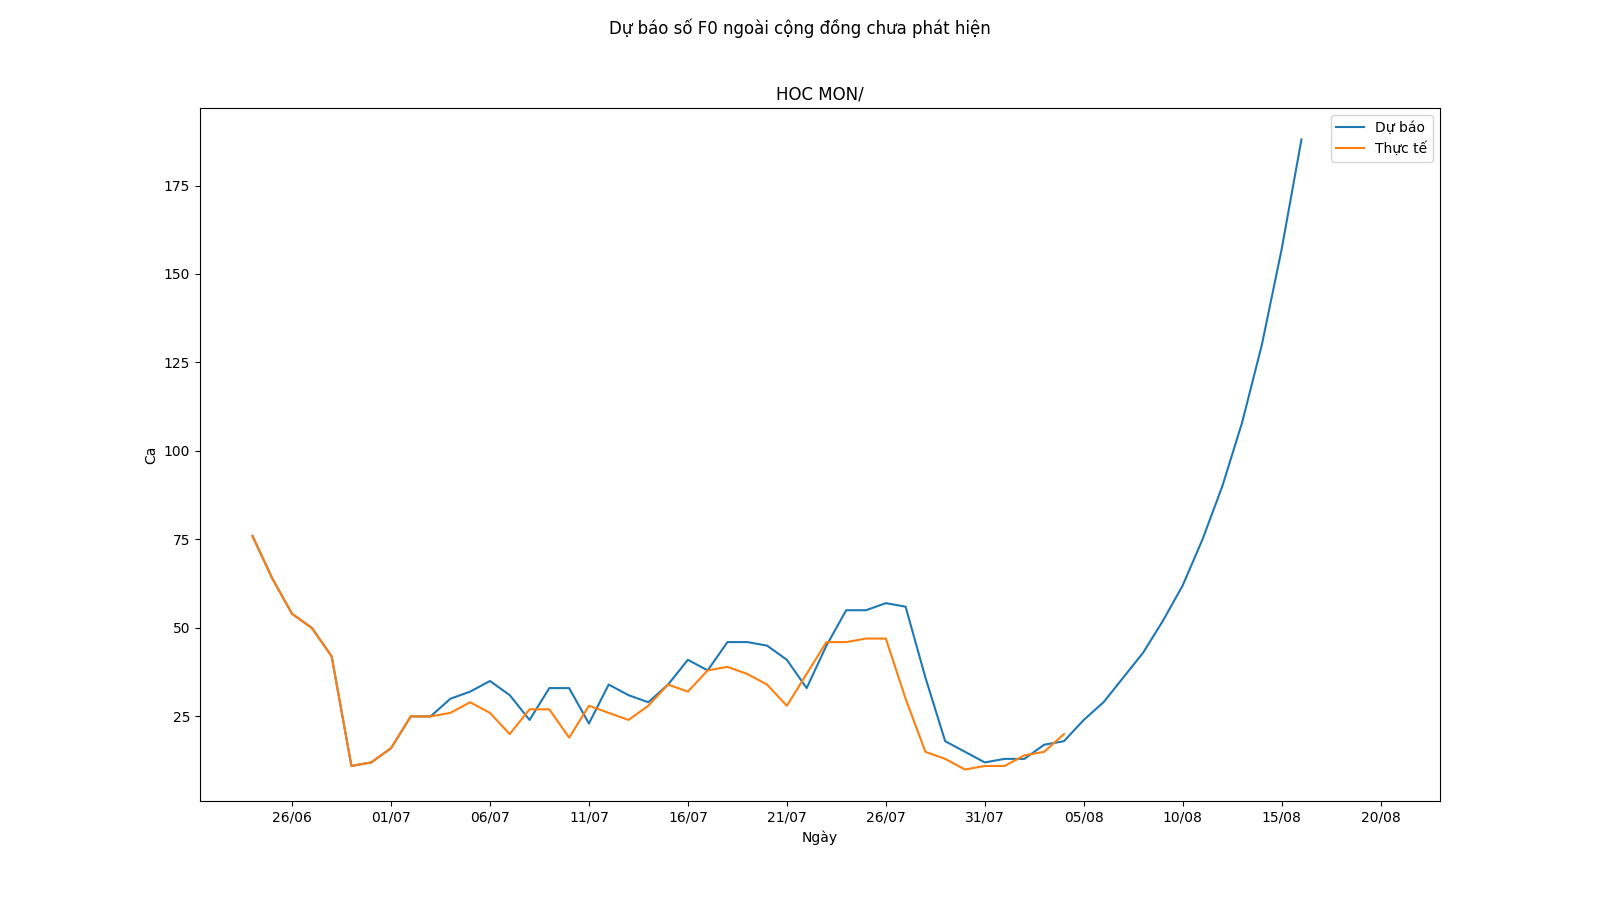 Dự báo số F0 ngoài cộng đồng chưa phát hiện
HOC MON/
Dự báo
Thực tế
175
150
125
100
75
50
25
Ca
26/06 01/07 06/07 11/07 16/07 21/07 26/07 31/07 05/08 10/08 15/08 20/08
Ngày